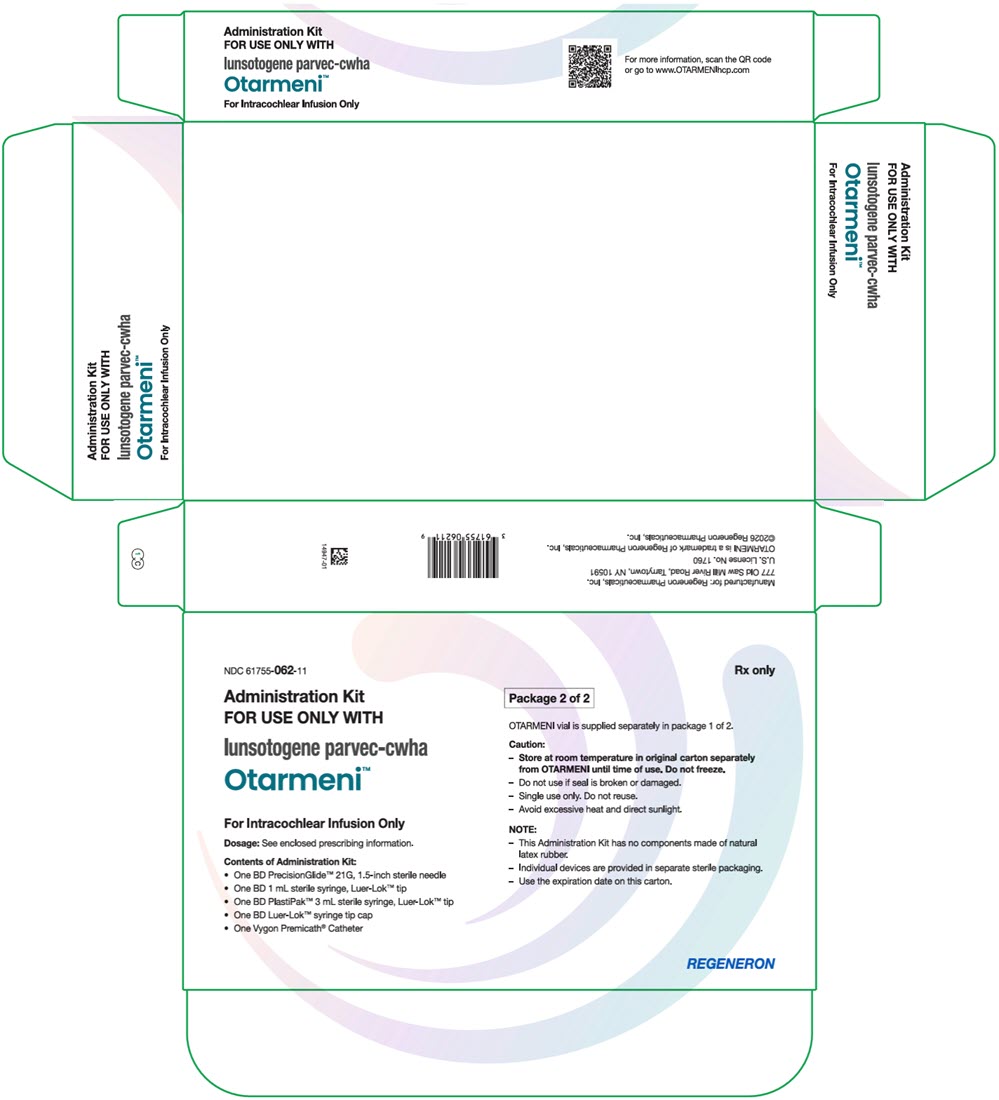 Administration Kit
FOR USE ONLY WITH
lunsotogene parvec-cwha
Otarmeni™
For Intracochlear Infusion Only
For more information, scan the QR code
or go to www.OTARMENIhcp.com
Administration Kit
FOR USE ONLY WITH
lunsotogene parvec-cwha
Otarmeni™
For Intracochlear Infusion Only
Administration Kit
FOR USE ONLY WITH
lunsotogene parvec-cwha
Otarmeni™
For Intracochlear Infusion Only
14947-01
3 61755 06211 9
Manufactured for: Regeneron Pharmaceuticals, Inc.
777 Old Saw Mill River Road, Tarrytown, NY 10591
U.S. License No. 1760
OTARMENI is a trademark of Regeneron Pharmaceuticals, Inc.
©2026 Regeneron Pharmaceuticals, Inc.
NDC 61755-062-11
Administration Kit
FOR USE ONLY WITH
lunsotogene parvec-cwha
Otarmeni™
For Intracochlear Infusion Only
Dosage: See enclosed prescribing information.
Contents of Administration Kit:
• One BD PrecisionGlide™ 21G, 1.5-inch sterile needle
• One BD 1 mL sterile syringe, Luer-Lok™ tip
• One BD PlastiPak™ 3 mL sterile syringe, Luer-Lok™ tip
• One BD Luer-Lok™ syringe tip cap
• One Vygon Premicath® Catheter
Rx only
Package 2 of 2
OTARMENI vial is supplied separately in package 1 of 2.
Caution:
– Store at room temperature in original carton separately
from OTARMENI until time of use. Do not freeze.
– Do not use if seal is broken or damaged.
– Single use only. Do not reuse.
– Avoid excessive heat and direct sunlight.
NOTE:
– This Administration Kit has no components made of natural
latex rubber.
– Individual devices are provided in separate sterile packaging.
– Use the expiration date on this carton.
REGENERON